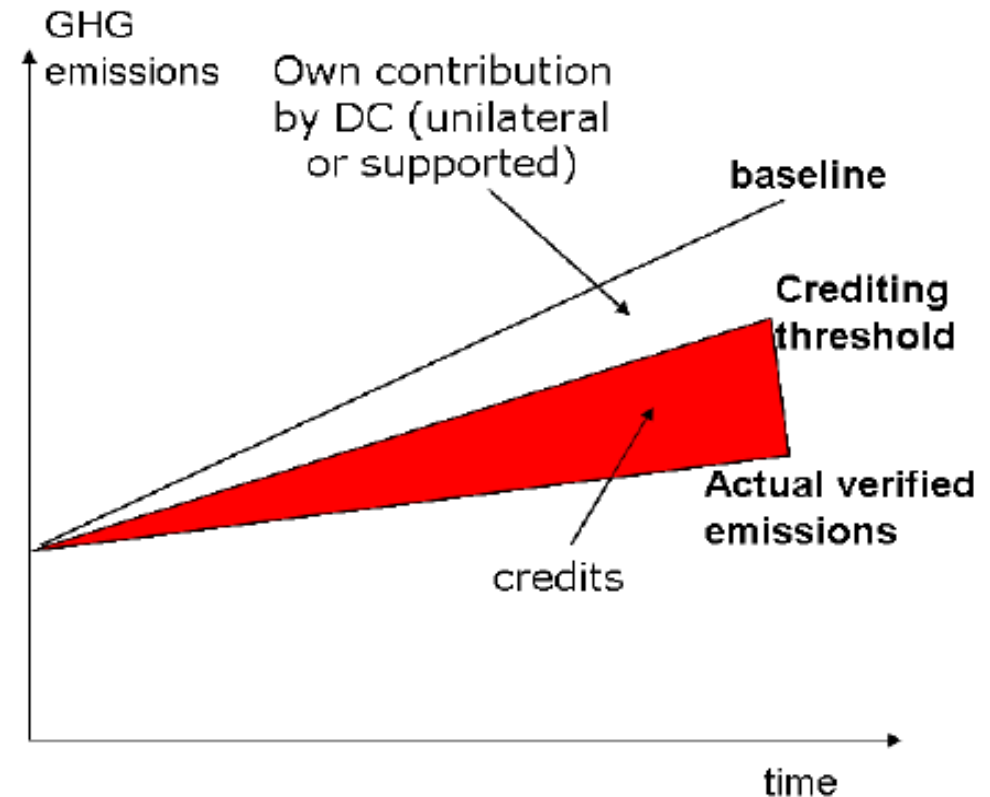 GHG
emissions
Own contribution
by DC (unilateral
or supported)
baseline
Crediting
threshold
Actual verified
emissions
credits
time